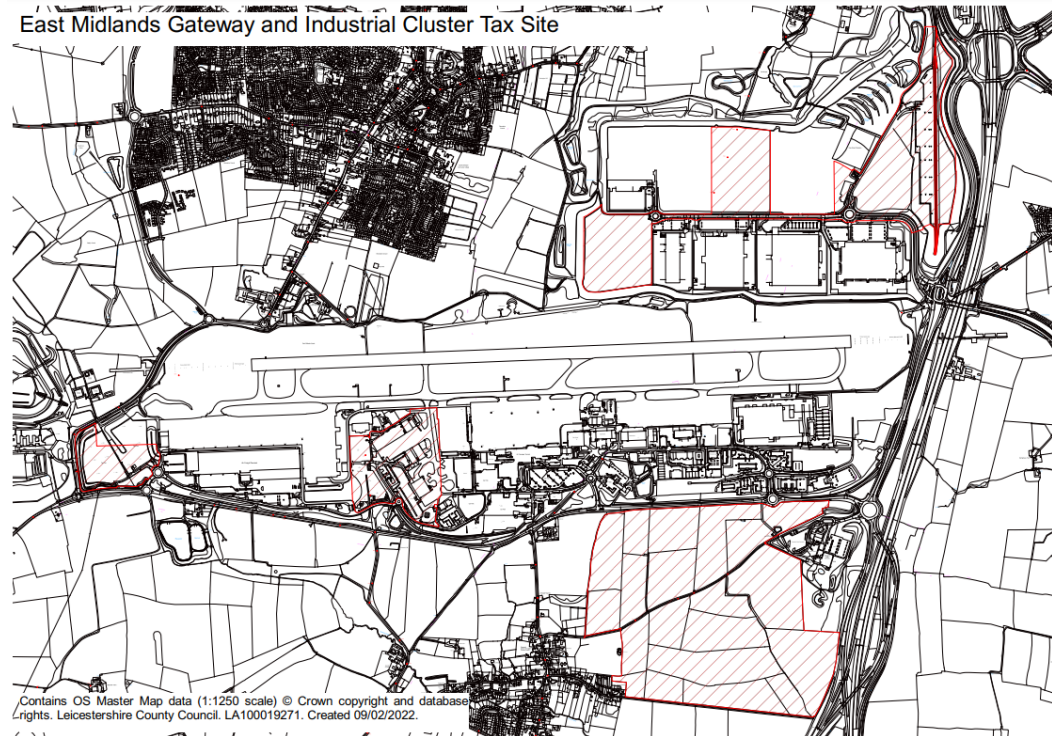 East Midlands Gateway and Industrial Cluster Tax Site
Contains OS Master Map data (1:1250 scale) © Crown copyright and database
rights. Leicestershire County Council. LA100019271. Created 09/02/2022.